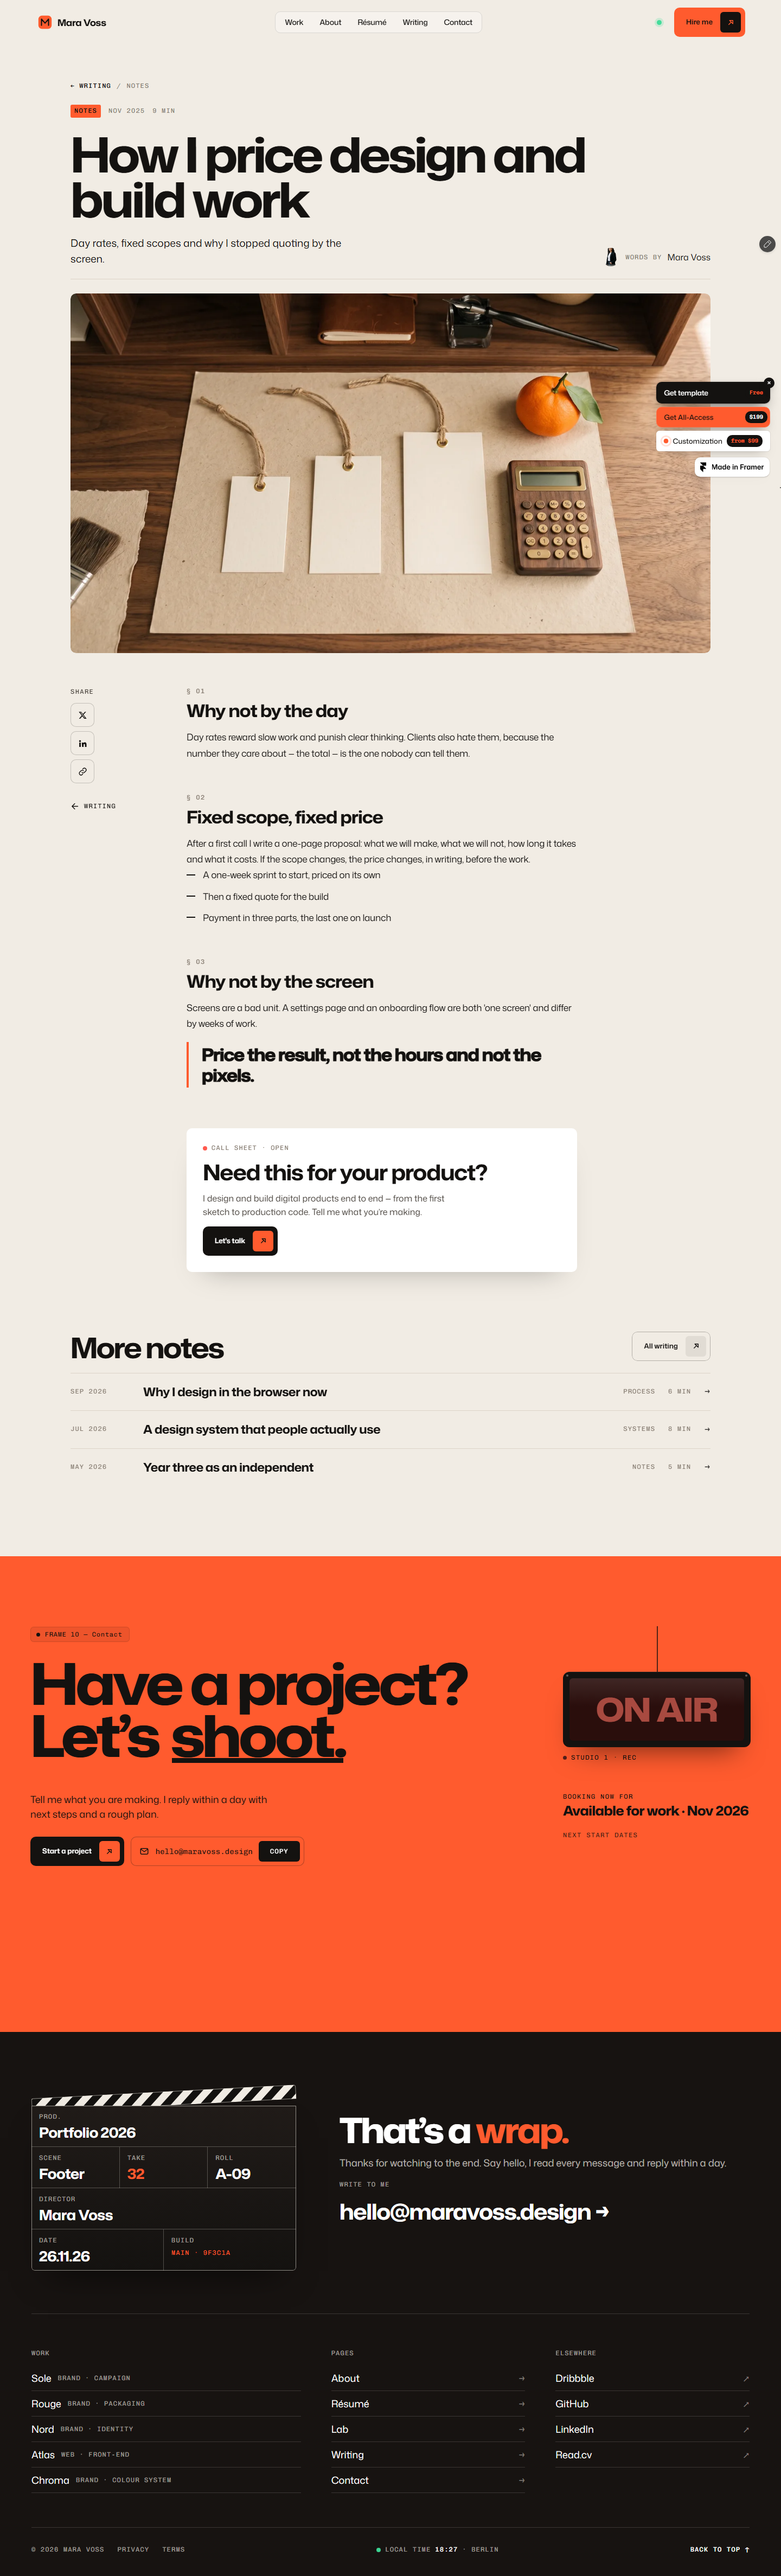 Mara Voss
Work About Résumé Writing Contact
Hire me
← WRITING / NOTES
NOTES NOV 2025 9 MIN
How I price design and
build work
Day rates, fixed scopes and why I stopped quoting by the
screen.
WORDS BY Mara Voss
Get template Free
Get All-Access $199
Customization from $99
Made in Framer
SHARE
← WRITING
§ 01
Why not by the day
Day rates reward slow work and punish clear thinking. Clients also hate them, because the
number they care about — the total — is the one nobody can tell them.
§ 02
Fixed scope, fixed price
After a first call I write a one-page proposal: what we will make, what we will not, how long it takes
and what it costs. If the scope changes, the price changes, in writing, before the work.
— A one-week sprint to start, priced on its own
— Then a fixed quote for the build
— Payment in three parts, the last one on launch
§ 03
Why not by the screen
Screens are a bad unit. A settings page and an onboarding flow are both 'one screen' and differ
by weeks of work.
Price the result, not the hours and not the
pixels.
CALL SHEET · OPEN
Need this for your product?
I design and build digital products end to end — from the first
sketch to production code. Tell me what you're making.
Let's talk
More notes
All writing
SEP 2026 Why I design in the browser now PROCESS 6 MIN →
JUL 2026 A design system that people actually use SYSTEMS 8 MIN →
MAY 2026 Year three as an independent NOTES 5 MIN →
FRAME 10 — Contact
Have a project?
Let's shoot.
Tell me what you are making. I reply within a day with
next steps and a rough plan.
Start a project
hello@maravoss.design COPY
ON AIR
STUDIO 1 · REC
BOOKING NOW FOR
Available for work · Nov 2026
NEXT START DATES
PROD.
Portfolio 2026
SCENE TAKE ROLL
Footer 32 A-09
DIRECTOR
Mara Voss
DATE BUILD
26.11.26 MAIN · 9F3C1A
That's a wrap.
Thanks for watching to the end. Say hello, I read every message and reply within a day.
WRITE TO ME
hello@maravoss.design →
WORK
Sole BRAND · CAMPAIGN
Rouge BRAND · PACKAGING
Nord BRAND · IDENTITY
Atlas WEB · FRONT-END
Chroma BRAND · COLOUR SYSTEM
PAGES
About →
Résumé →
Lab →
Writing →
Contact →
ELSEWHERE
Dribbble ↗
GitHub ↗
LinkedIn ↗
Read.cv ↗
© 2026 MARA VOSS PRIVACY TERMS
LOCAL TIME 18:27 · BERLIN
BACK TO TOP ↑